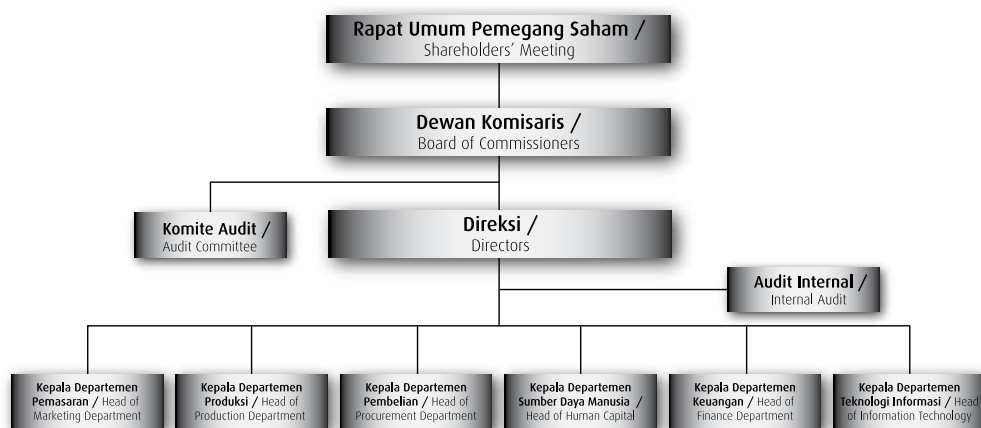 Rapat Umum Pemegang Saham /
Shareholders' Meeting
Dewan Komisaris /
Board of Commissioners
Komite Audit /
Audit Committee
Direksi /
Directors
Audit Internal /
Internal Audit
Kepala Departemen
Pemasaran / Head of
Marketing Department
Kepala Departemen
Produksi / Head of
Production Department
Kepala Departemen
Pembelian / Head of
Procurement Department
Kepala Departemen
Sumber Daya Manusia /
Head of Human Capital
Kepala Departemen
Keuangan / Head of
Finance Department
Kepala Departemen
Teknologi Informasi / Head
of Information Technology